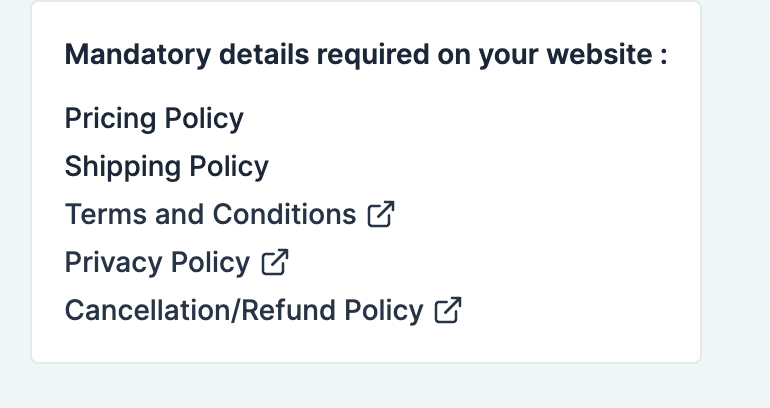 Mandatory details required on your website :
Pricing Policy
Shipping Policy
Terms and Conditions
Privacy Policy
Cancellation/Refund Policy